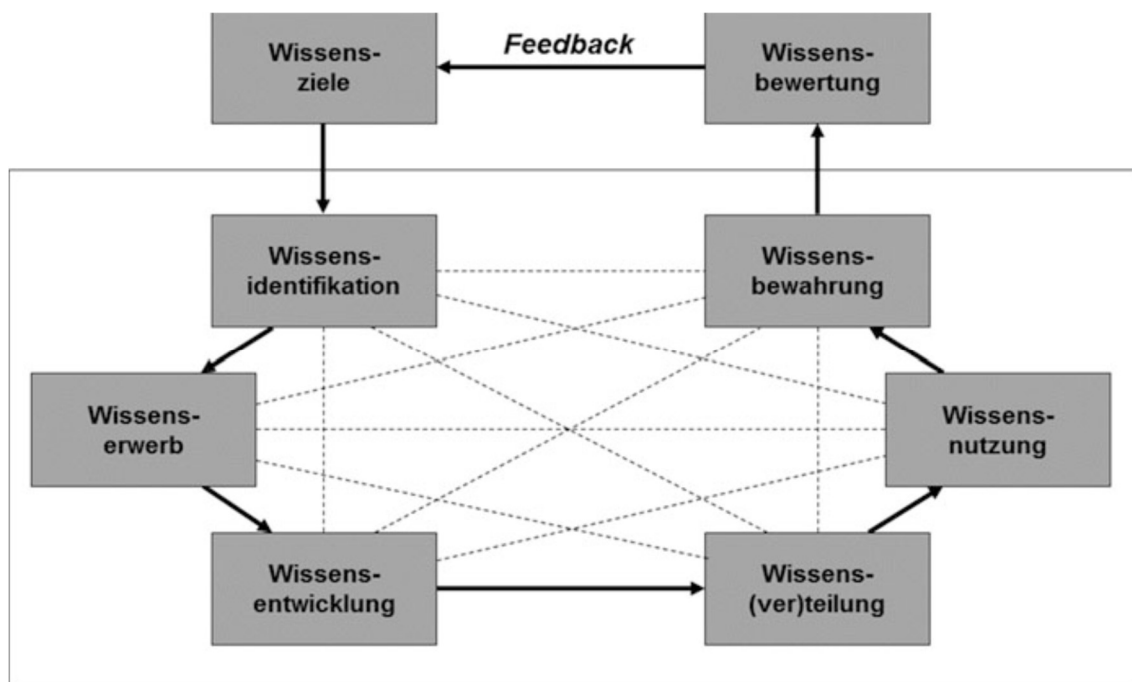 Wissens-
ziele
Feedback
Wissens-
bewertung
Wissens-
identifikation
Wissens-
bewahrung
Wissens-
erwerb
Wissens-
nutzung
Wissens-
entwicklung
Wissens-
(ver)teilung